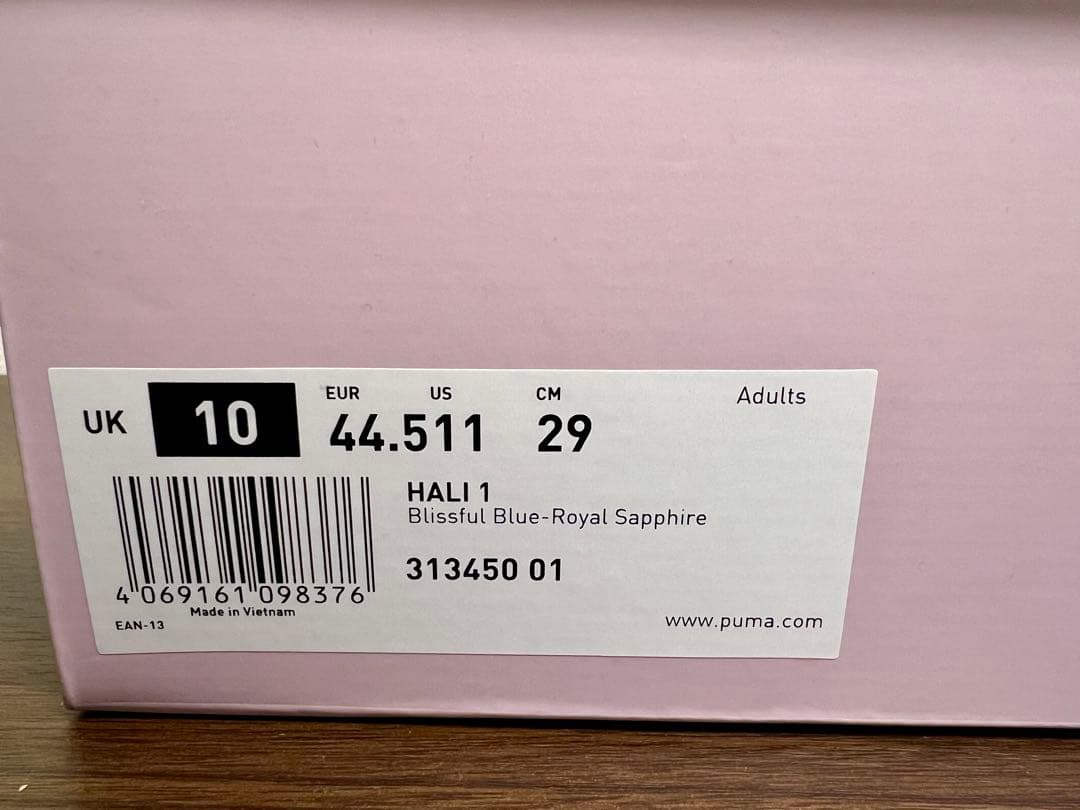 EUR US CM Adults
UK 10 44.511 29
HALI 1
Blissful Blue-Royal Sapphire
313450 01
4 069161 098376
Made in Vietnam
EAN-13
www.puma.com